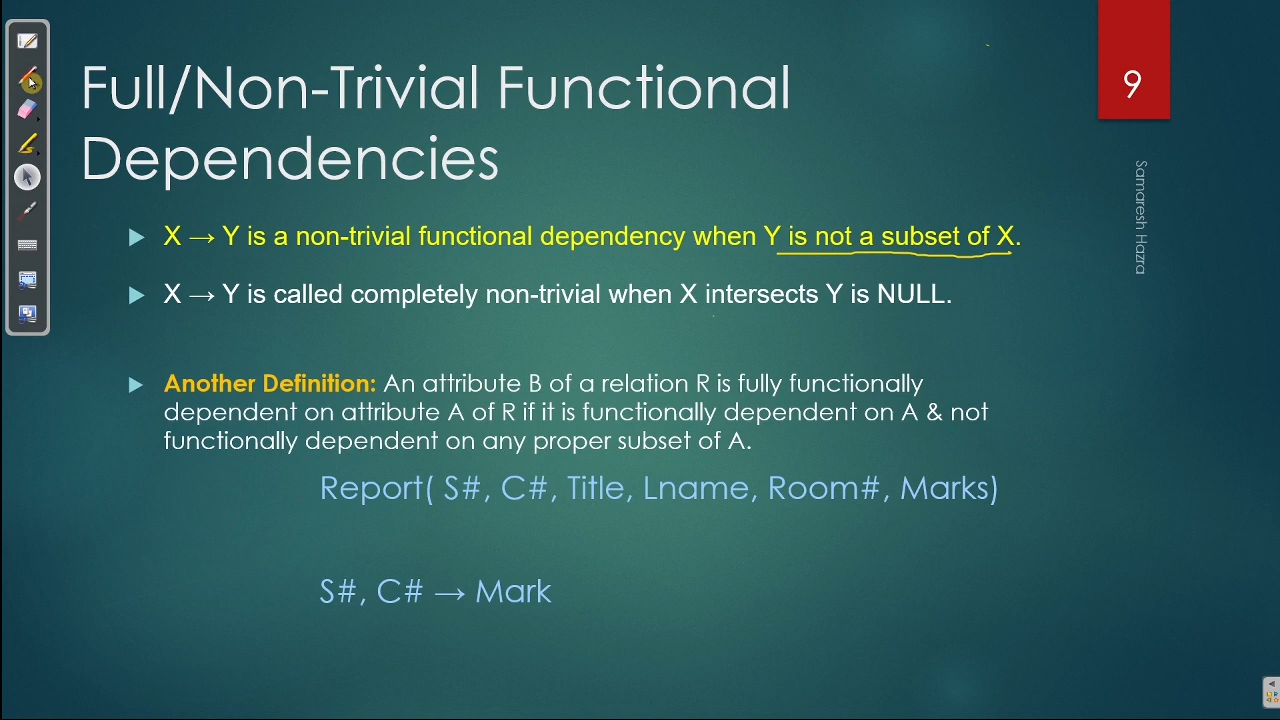 Full/Non-Trivial Functional
Dependencies
9
Samaresh Hazra
X → Y is a non-trivial functional dependency when Y is not a subset of X.
X → Y is called completely non-trivial when X intersects Y is NULL.
Another Definition: An attribute B of a relation R is fully functionally
dependent on attribute A of R if it is functionally dependent on A & not
functionally dependent on any proper subset of A.
Report( S#, C#, Title, Lname, Room#, Marks)
S#, C# → Mark